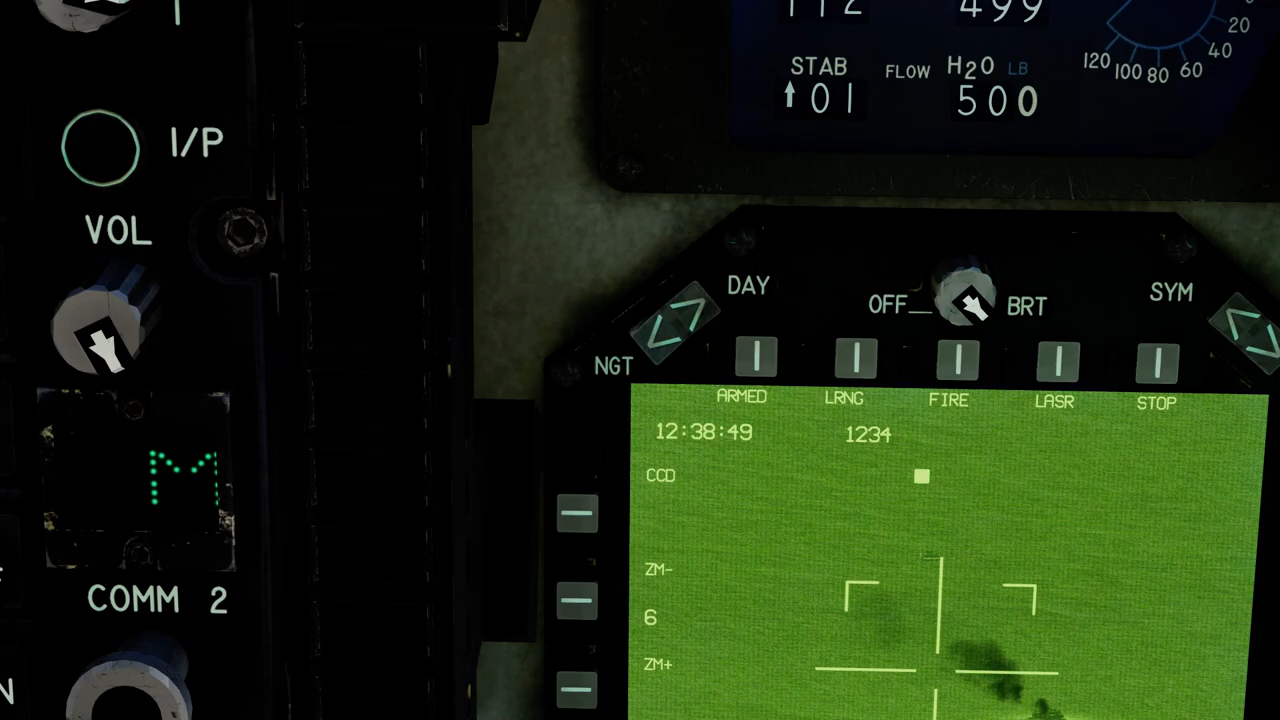 112 499
20
STAB FLOW H2O LB 40
01 500 120 100 80 60
I/P
VOL
DAY
SYM
OFF BRT
NGT
ARMED LRNG FIRE LASR STOP
12:38:49 1234
CCD
M
ZM-
COMM 2
6
ZM+
N